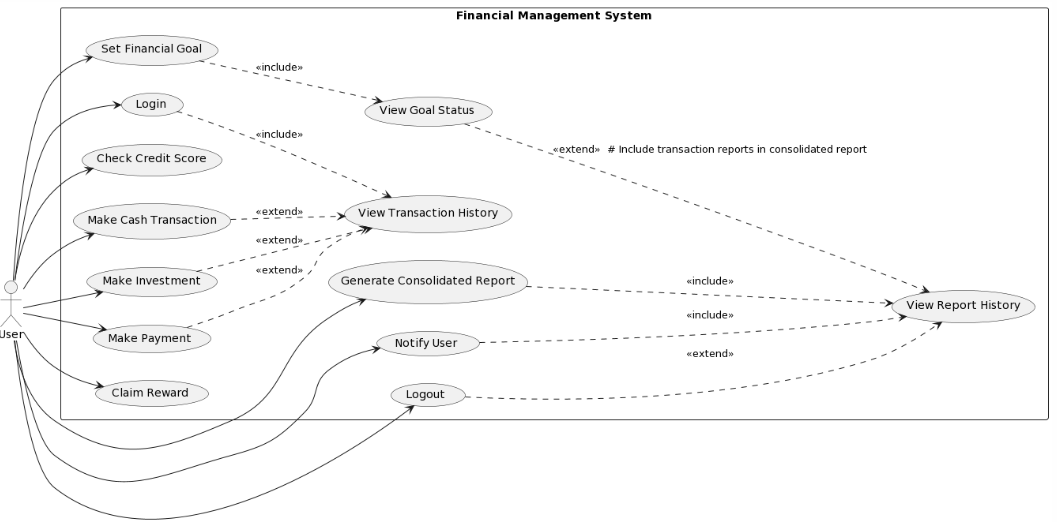 Financial Management System
Set Financial Goal
«include»
View Goal Status
Login
«include»
«extend»  # Include transaction reports in consolidated report
Check Credit Score
Make Cash Transaction
«extend»
View Transaction History
«extend»
«extend»
Make Investment
Generate Consolidated Report
«include»
View Report History
«include»
User
Make Payment
Notify User
«extend»
Claim Reward
Logout